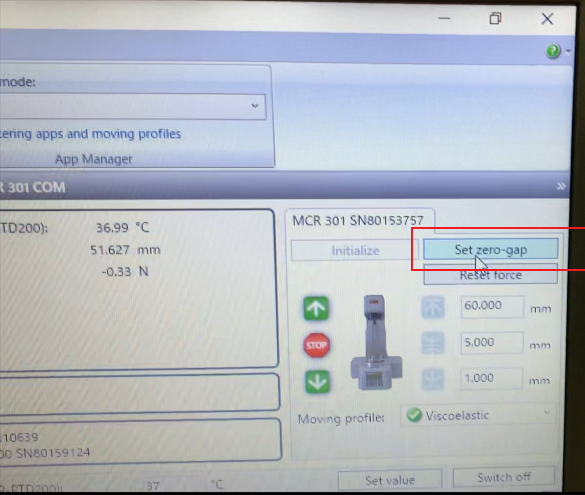 mode:
tering apps and moving profiles
App Manager
R 301 COM
TD200): 36.99 °C
51.627 mm
-0.33 N
MCR 301 SN80153757
Initialize Set zero-gap
Reset force
60.000 mm
STOP 5.000 mm
1.000 mm
Moving profile: Viscoelastic
10639
00 SN80159124
PTD200): 37 °C
Set value Switch off